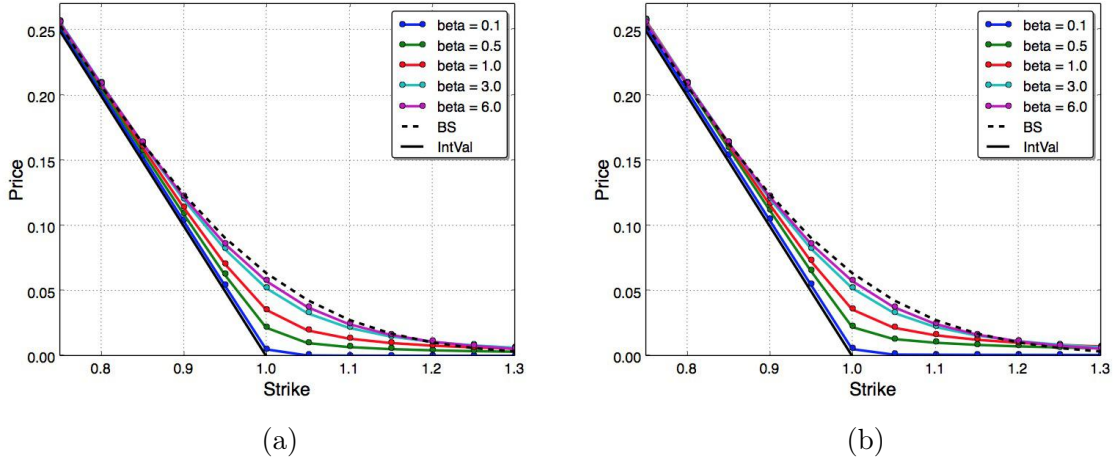 0.25
0.20
0.15
0.10
0.05
0.00
Price
0.8 0.9 1.0 1.1 1.2 1.3
Strike
beta = 0.1
beta = 0.5
beta = 1.0
beta = 3.0
beta = 6.0
BS
IntVal
(a)
0.25
0.20
0.15
0.10
0.05
0.00
Price
0.8 0.9 1.0 1.1 1.2 1.3
Strike
beta = 0.1
beta = 0.5
beta = 1.0
beta = 3.0
beta = 6.0
BS
IntVal
(b)